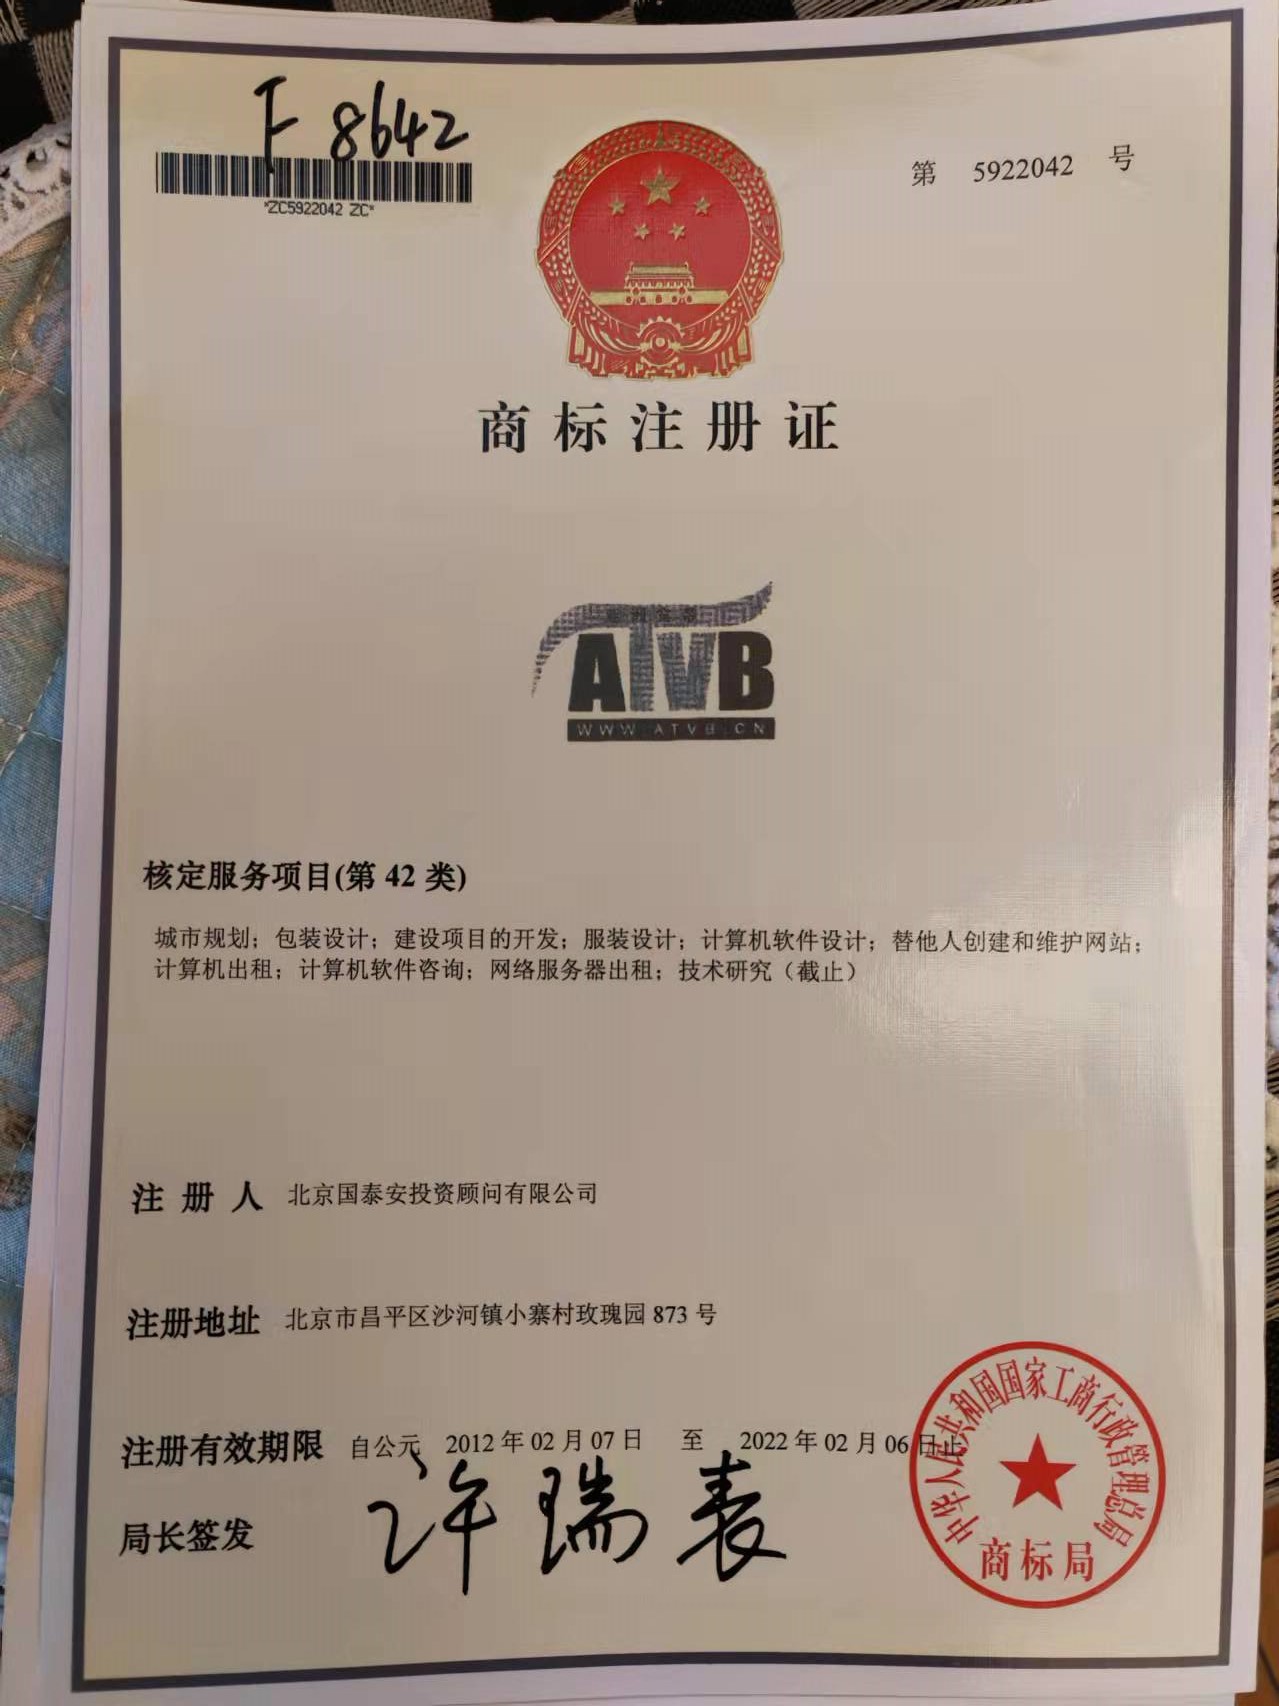 F 8642
*ZC5922042 ZC*
第 5922042 号
商标注册证
ATVB
WWW.ATVB.CN
核定服务项目(第 42 类)
城市规划；包装设计；建设项目的开发；服装设计；计算机软件设计；替他人创建和维护网站；
计算机出租；计算机软件咨询；网络服务器出租；技术研究（截止）
注 册 人 北京国泰安投资顾问有限公司
注册地址 北京市昌平区沙河镇小寨村玫瑰园 873 号
注册有效期限 自公元 2012 年 02 月 07 日 至 2022 年 02 月 06 日止
局长签发 许瑞表
中华人民共和国国家工商行政管理总局
商标局